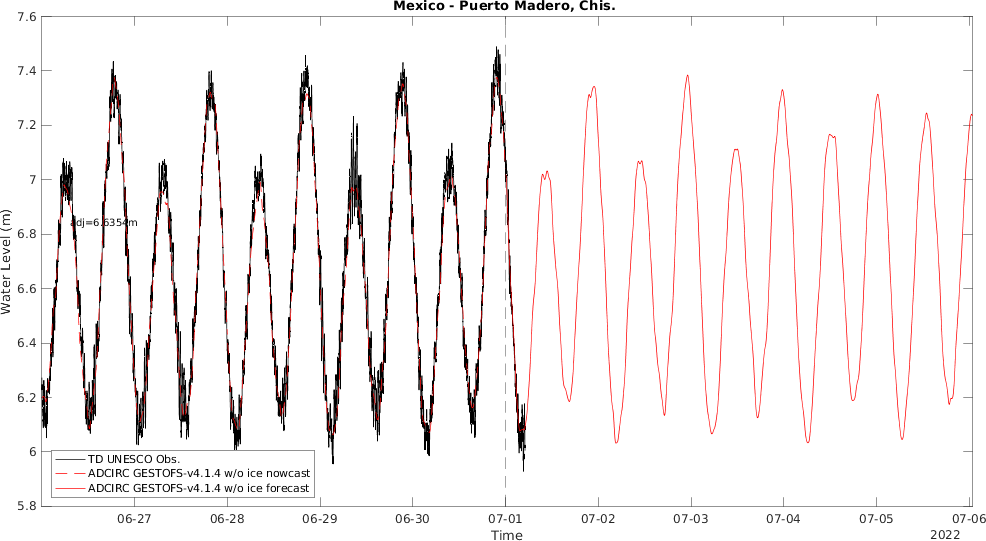 Mexico - Puerto Madero, Chis.
7.6
7.4
7.2
7
6.8
6.6
6.4
6.2
6
5.8
Water Level (m)
adj=6.6354m
TD UNESCO Obs.
ADCIRC GESTOFS-v4.1.4 w/o ice nowcast
ADCIRC GESTOFS-v4.1.4 w/o ice forecast
06-27 06-28 06-29 06-30 07-01 07-02 07-03 07-04 07-05 07-06
Time
2022